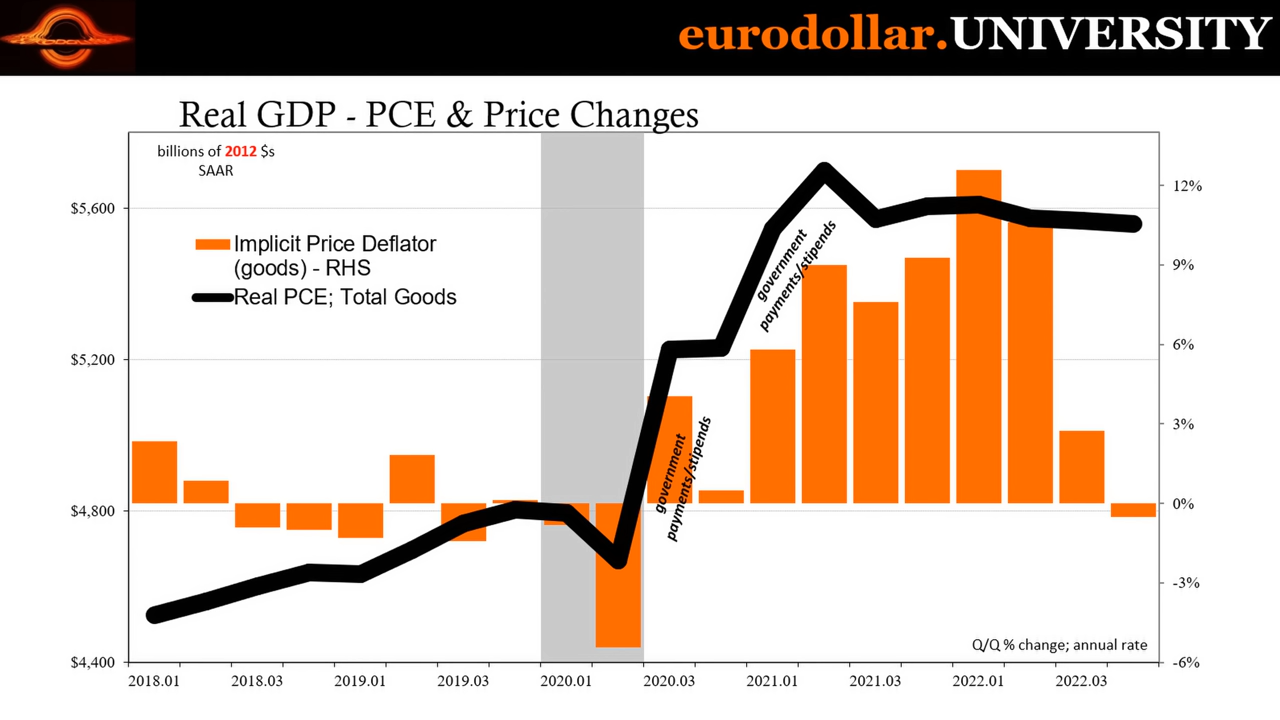 eurodollar.UNIVERSITY
Real GDP - PCE & Price Changes
billions of 2012 $s
SAAR
$5,600
$5,200
$4,800
$4,400
Implicit Price Deflator
(goods) - RHS
Real PCE; Total Goods
government
payments/stipends
government
payments/stipends
12%
9%
6%
3%
0%
-3%
-6%
Q/Q % change; annual rate
2018.01 2018.03 2019.01 2019.03 2020.01 2020.03 2021.01 2021.03 2022.01 2022.03